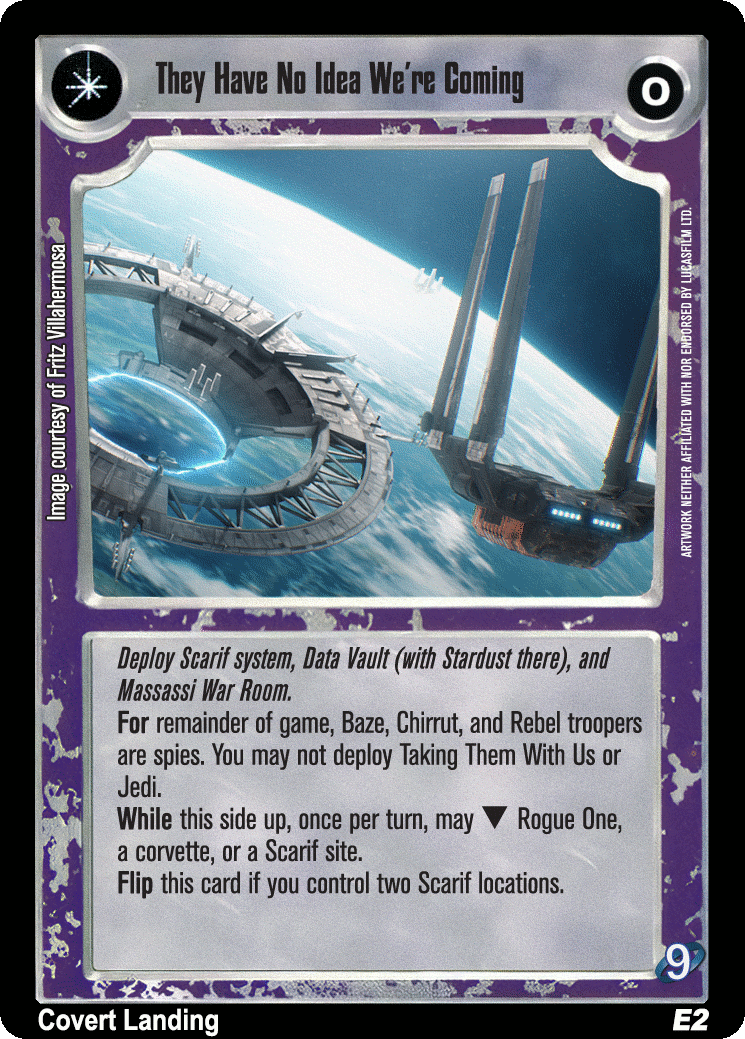 They Have No Idea We're Coming
0
Image courtesy of Fritz Villahermosa
ARTWORK NEITHER AFFILIATED WITH NOR ENDORSED BY LUCASFILM LTD.
Deploy Scarif system, Data Vault (with Stardust there), and
Massassi War Room.
For remainder of game, Baze, Chirrut, and Rebel troopers
are spies. You may not deploy Taking Them With Us or
Jedi.
While this side up, once per turn, may ▼ Rogue One,
a corvette, or a Scarif site.
Flip this card if you control two Scarif locations.
9
Covert Landing
E2